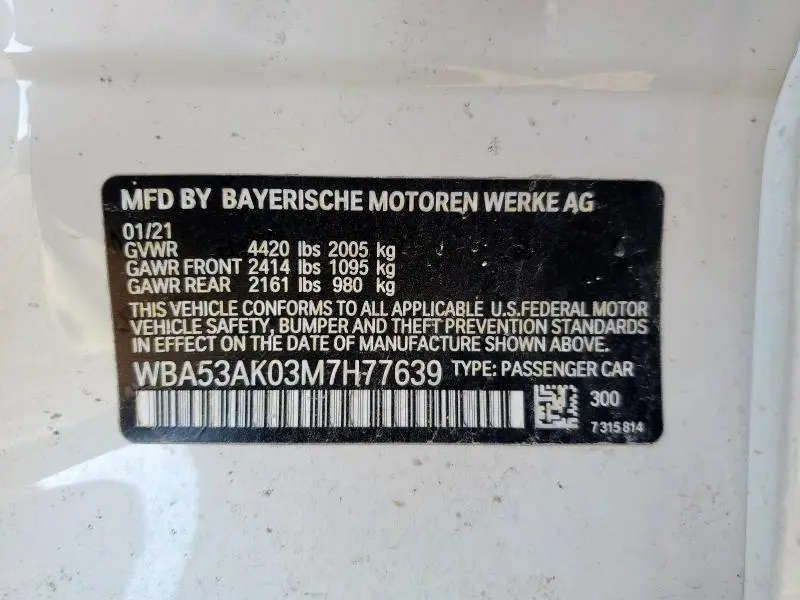 MFD BY BAYERISCHE MOTOREN WERKE AG
01/21
GVWR 4420 lbs 2005 kg
GAWR FRONT 2414 lbs 1095 kg
GAWR REAR 2161 lbs 980 kg
THIS VEHICLE CONFORMS TO ALL APPLICABLE U.S.FEDERAL MOTOR
VEHICLE SAFETY, BUMPER AND THEFT PREVENTION STANDARDS
IN EFFECT ON THE DATE OF MANUFACTURE SHOWN ABOVE.
WBA53AK03M7H77639 TYPE: PASSENGER CAR
300
7 315 814